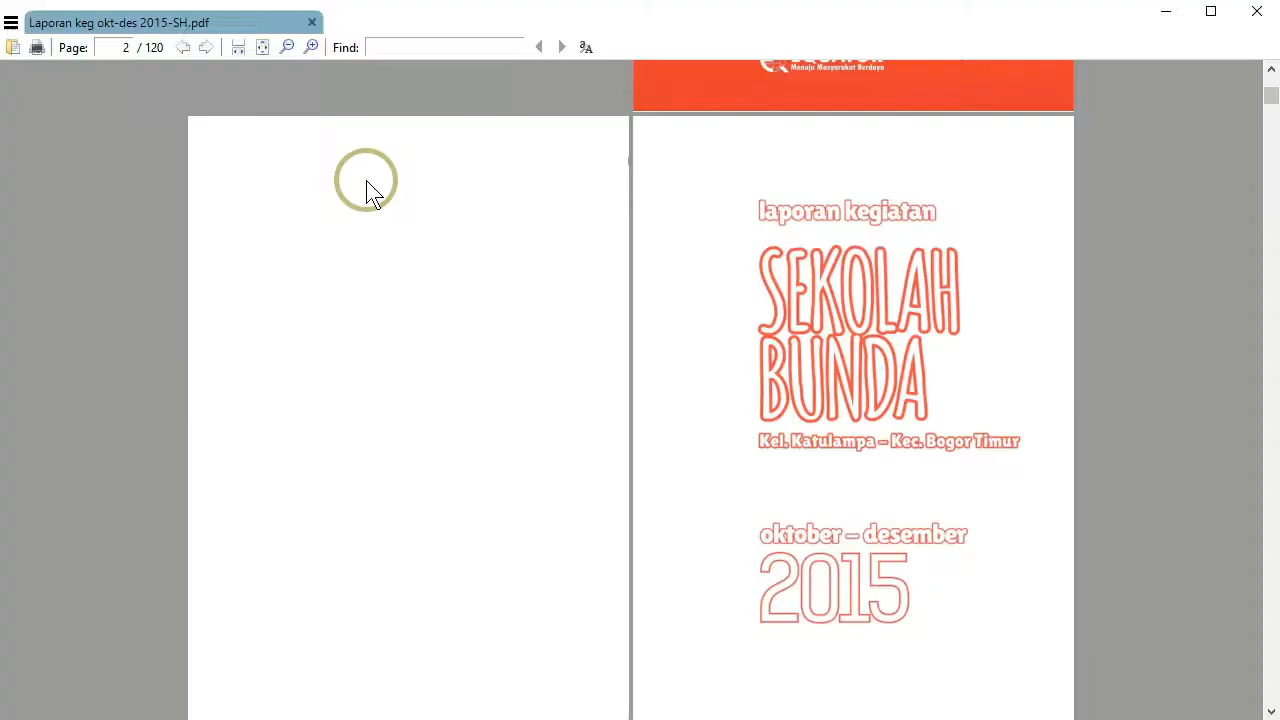 Laporan keg okt-des 2015-SH.pdf
Page: 2 / 120 Find:
Menuju Masyarakat Berdaya
laporan kegiatan
SEKOLAH
BUNDA
Kel. Katulampa – Kec. Bogor Timur
oktober – desember
2015